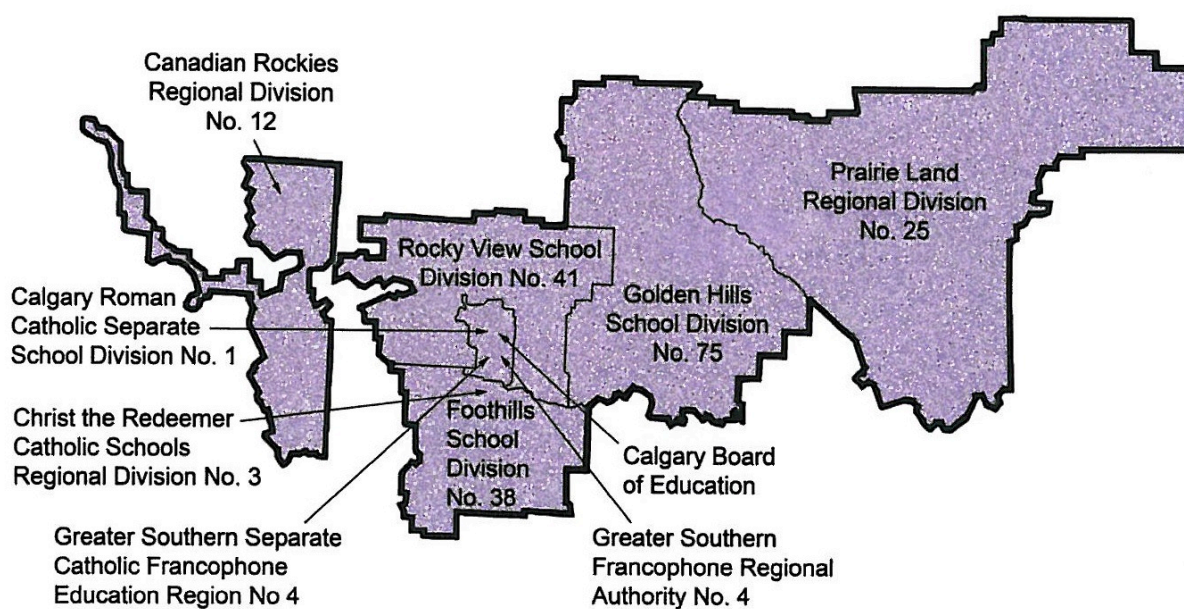 Canadian Rockies
Regional Division
No. 12
Prairie Land
Regional Division
No. 25
Rocky View School
Division No. 41
Golden Hills
School Division
No. 75
Calgary Roman
Catholic Separate
School Division No. 1
Christ the Redeemer
Catholic Schools
Regional Division No. 3
Foothills
School
Division
No. 38
Calgary Board
of Education
Greater Southern Separate
Catholic Francophone
Education Region No 4
Greater Southern
Francophone Regional
Authority No. 4